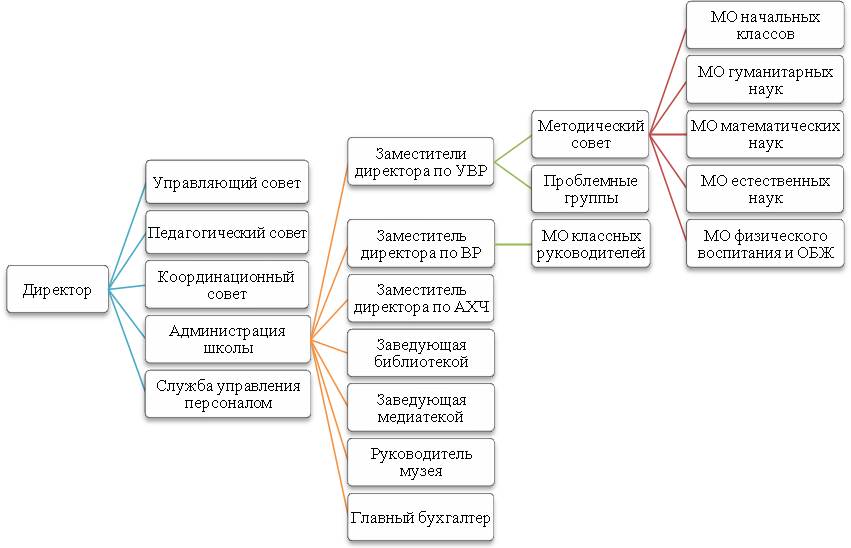 Директор
Управляющий совет
Педагогический совет
Координационный
совет
Администрация
школы
Служба управления
персоналом
Заместители
директора по УВР
Заместитель
директора по ВР
Заместитель
директора по АХЧ
Заведующая
библиотекой
Заведующая
медиатекой
Руководитель
музея
Главный бухгалтер
Методический
совет
Проблемные
группы
МО классных
руководителей
МО начальных
классов
МО гуманитарных
наук
МО математических
наук
МО естественных
наук
МО физического
воспитания и ОБЖ